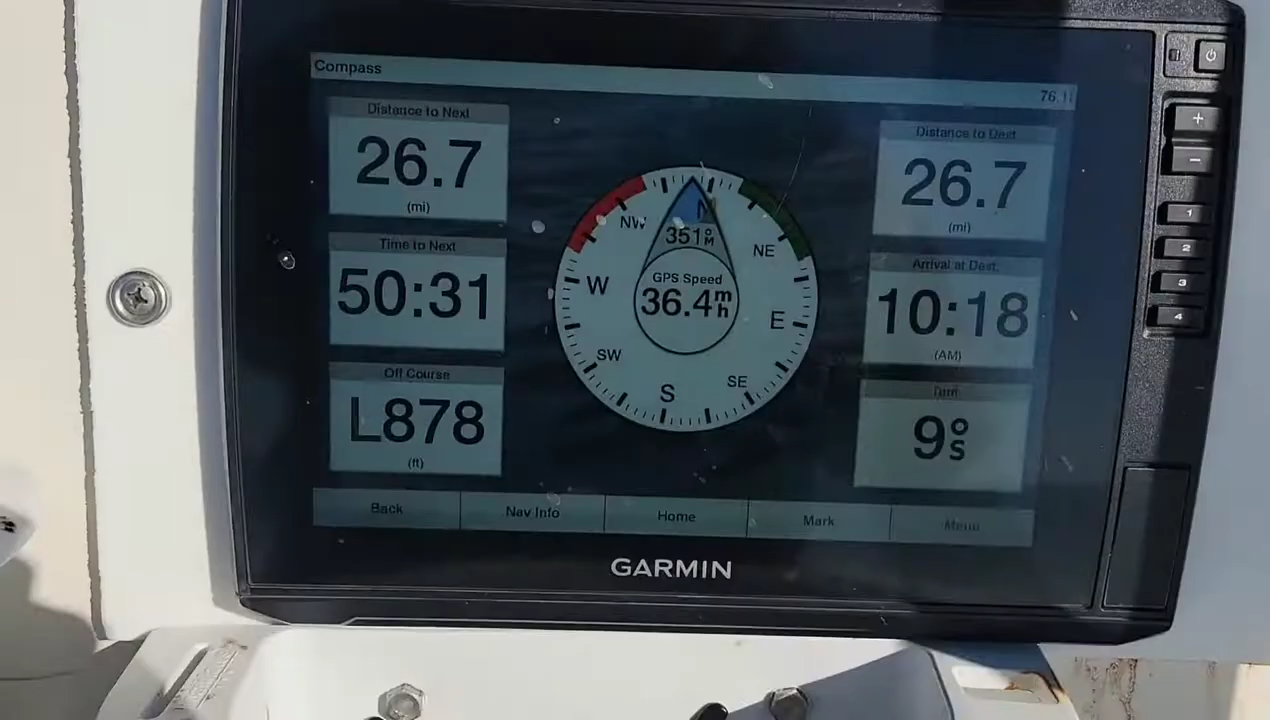 Compass
76.1
Distance to Next
26.7
(mi)
Time to Next
50:31
Off Course
L878
(ft)
N
NE
E
SE
S
SW
W
NW
351°M
GPS Speed
36.4mh
Distance to Dest.
26.7
(mi)
Arrival at Dest.
10:18
(AM)
Turn
9°s
Back
Nav Info
Home
Mark
Menu
GARMIN
+
−
1
2
3
4